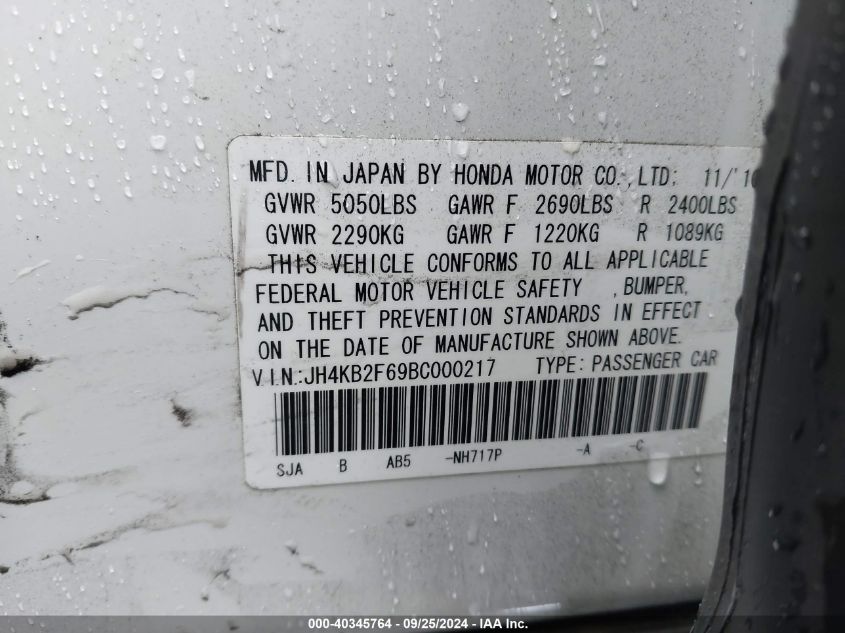 MFD. IN JAPAN BY HONDA MOTOR CO.,LTD; 11/'10
GVWR 5050LBS GAWR F 2690LBS R 2400LBS
GVWR 2290KG GAWR F 1220KG R 1089KG
THIS VEHICLE CONFORMS TO ALL APPLICABLE
FEDERAL MOTOR VEHICLE SAFETY ,BUMPER,
AND THEFT PREVENTION STANDARDS IN EFFECT
ON THE DATE OF MANUFACTURE SHOWN ABOVE.
V.I.N.:JH4KB2F69BC000217 TYPE: PASSENGER CAR
SJA B AB5 -NH717P -A -C
000-40345764 - 09/25/2024 - IAA Inc.